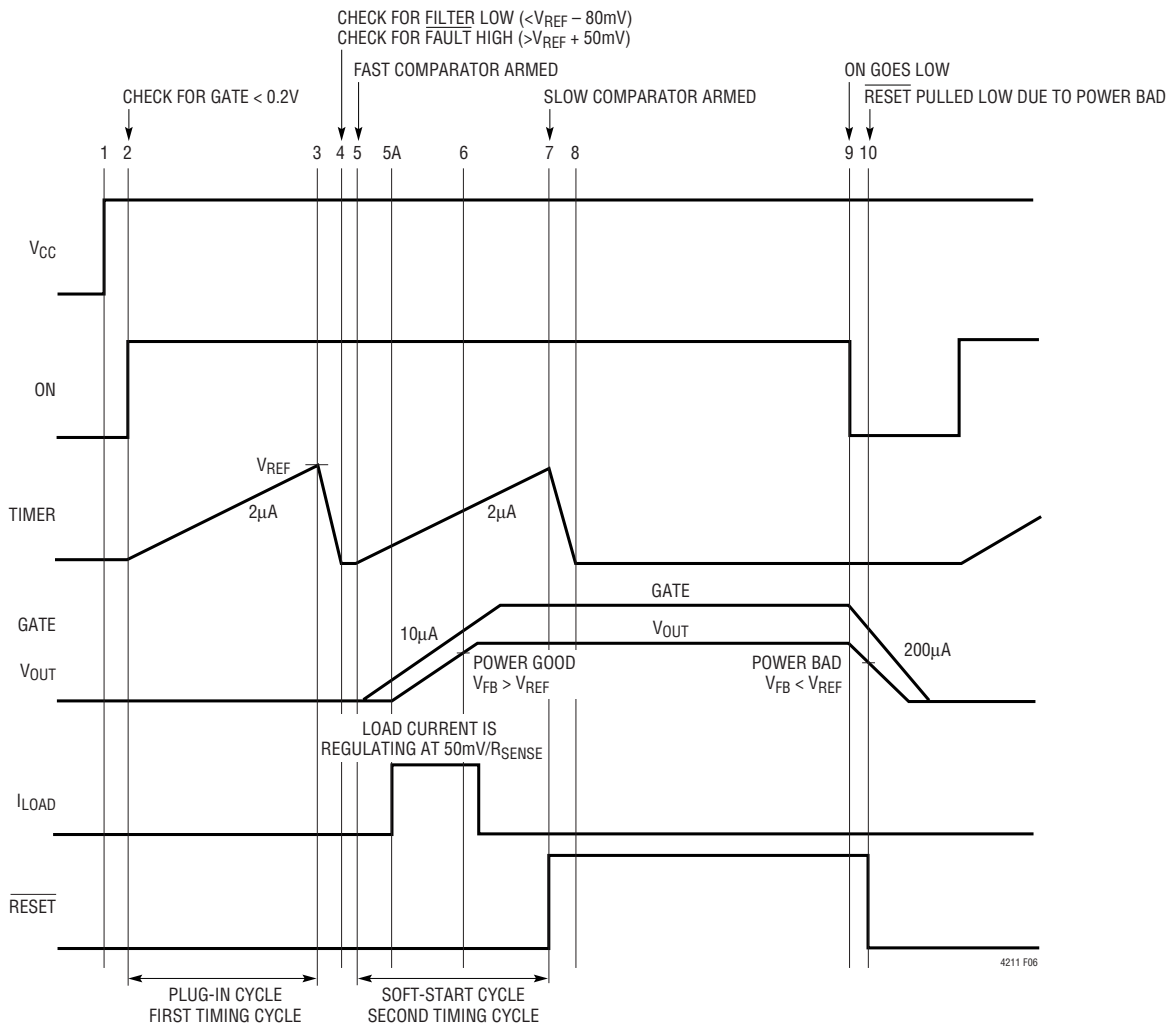 CHECK FOR FILTER LOW (<VREF – 80mV)
CHECK FOR FAULT HIGH (>VREF + 50mV)
FAST COMPARATOR ARMED
ON GOES LOW
CHECK FOR GATE < 0.2V
SLOW COMPARATOR ARMED
RESET PULLED LOW DUE TO POWER BAD
1 2 3 4 5 5A 6 7 8 9 10
VCC
ON
VREF
TIMER
2µA
2µA
GATE
GATE
10µA
VOUT
200µA
VOUT
POWER GOOD
VFB > VREF
POWER BAD
VFB < VREF
LOAD CURRENT IS
REGULATING AT 50mV/RSENSE
ILOAD
RESET
4211 F06
PLUG-IN CYCLE
FIRST TIMING CYCLE
SOFT-START CYCLE
SECOND TIMING CYCLE